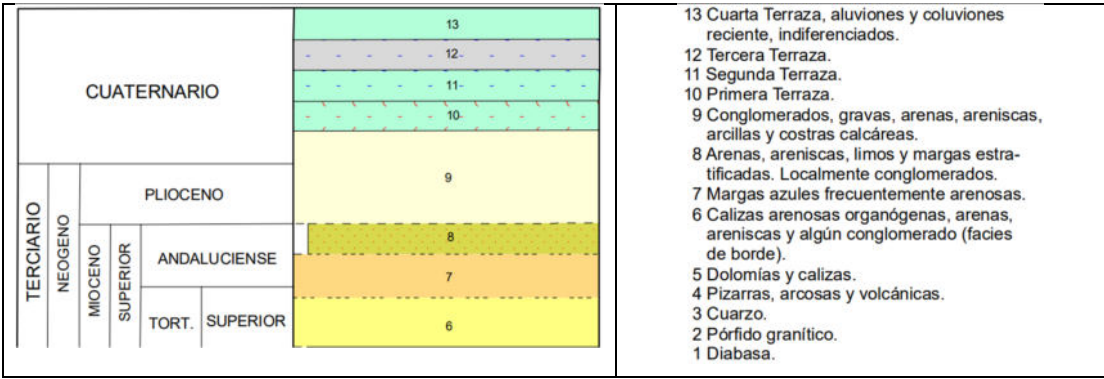 13
12
11
10
9
8
7
6
CUATERNARIO
TERCIARIO
NEOGENO
PLIOCENO
MIOCENO
SUPERIOR
ANDALUCIENSE
TORT.
SUPERIOR
13 Cuarta Terraza, aluviones y coluviones
reciente, indiferenciados.
12 Tercera Terraza.
11 Segunda Terraza.
10 Primera Terraza.
9 Conglomerados, gravas, arenas, areniscas,
arcillas y costras calcáreas.
8 Arenas, areniscas, limos y margas estra-
tificadas. Localmente conglomerados.
7 Margas azules frecuentemente arenosas.
6 Calizas arenosas organógenas, arenas,
areniscas y algún conglomerado (facies
de borde).
5 Dolomías y calizas.
4 Pizarras, arcosas y volcánicas.
3 Cuarzo.
2 Pórfido granítico.
1 Diabasa.